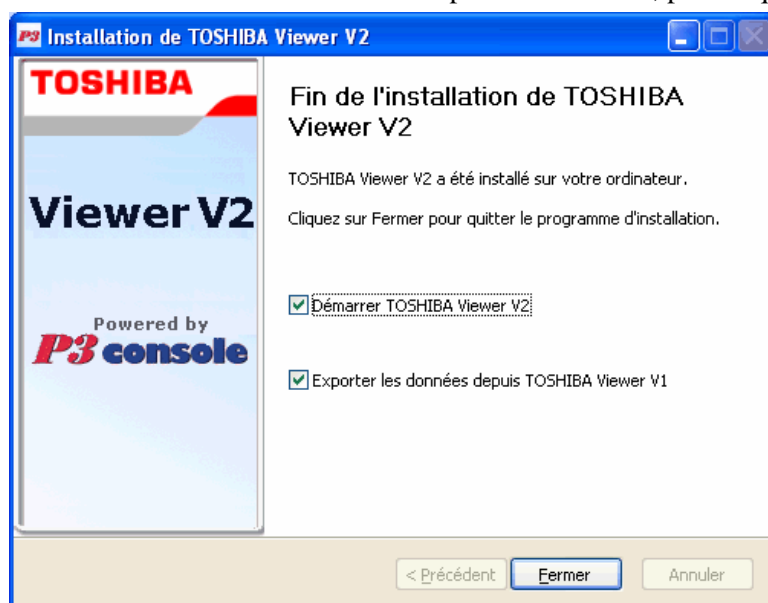 Installation de TOSHIBA Viewer V2
TOSHIBA
Viewer V2
Powered by
P3 console
Fin de l'installation de TOSHIBA
Viewer V2
TOSHIBA Viewer V2 a été installé sur votre ordinateur.
Cliquez sur Fermer pour quitter le programme d'installation.
Démarrer TOSHIBA Viewer V2
Exporter les données depuis TOSHIBA Viewer V1
< Précédent
Fermer
Annuler